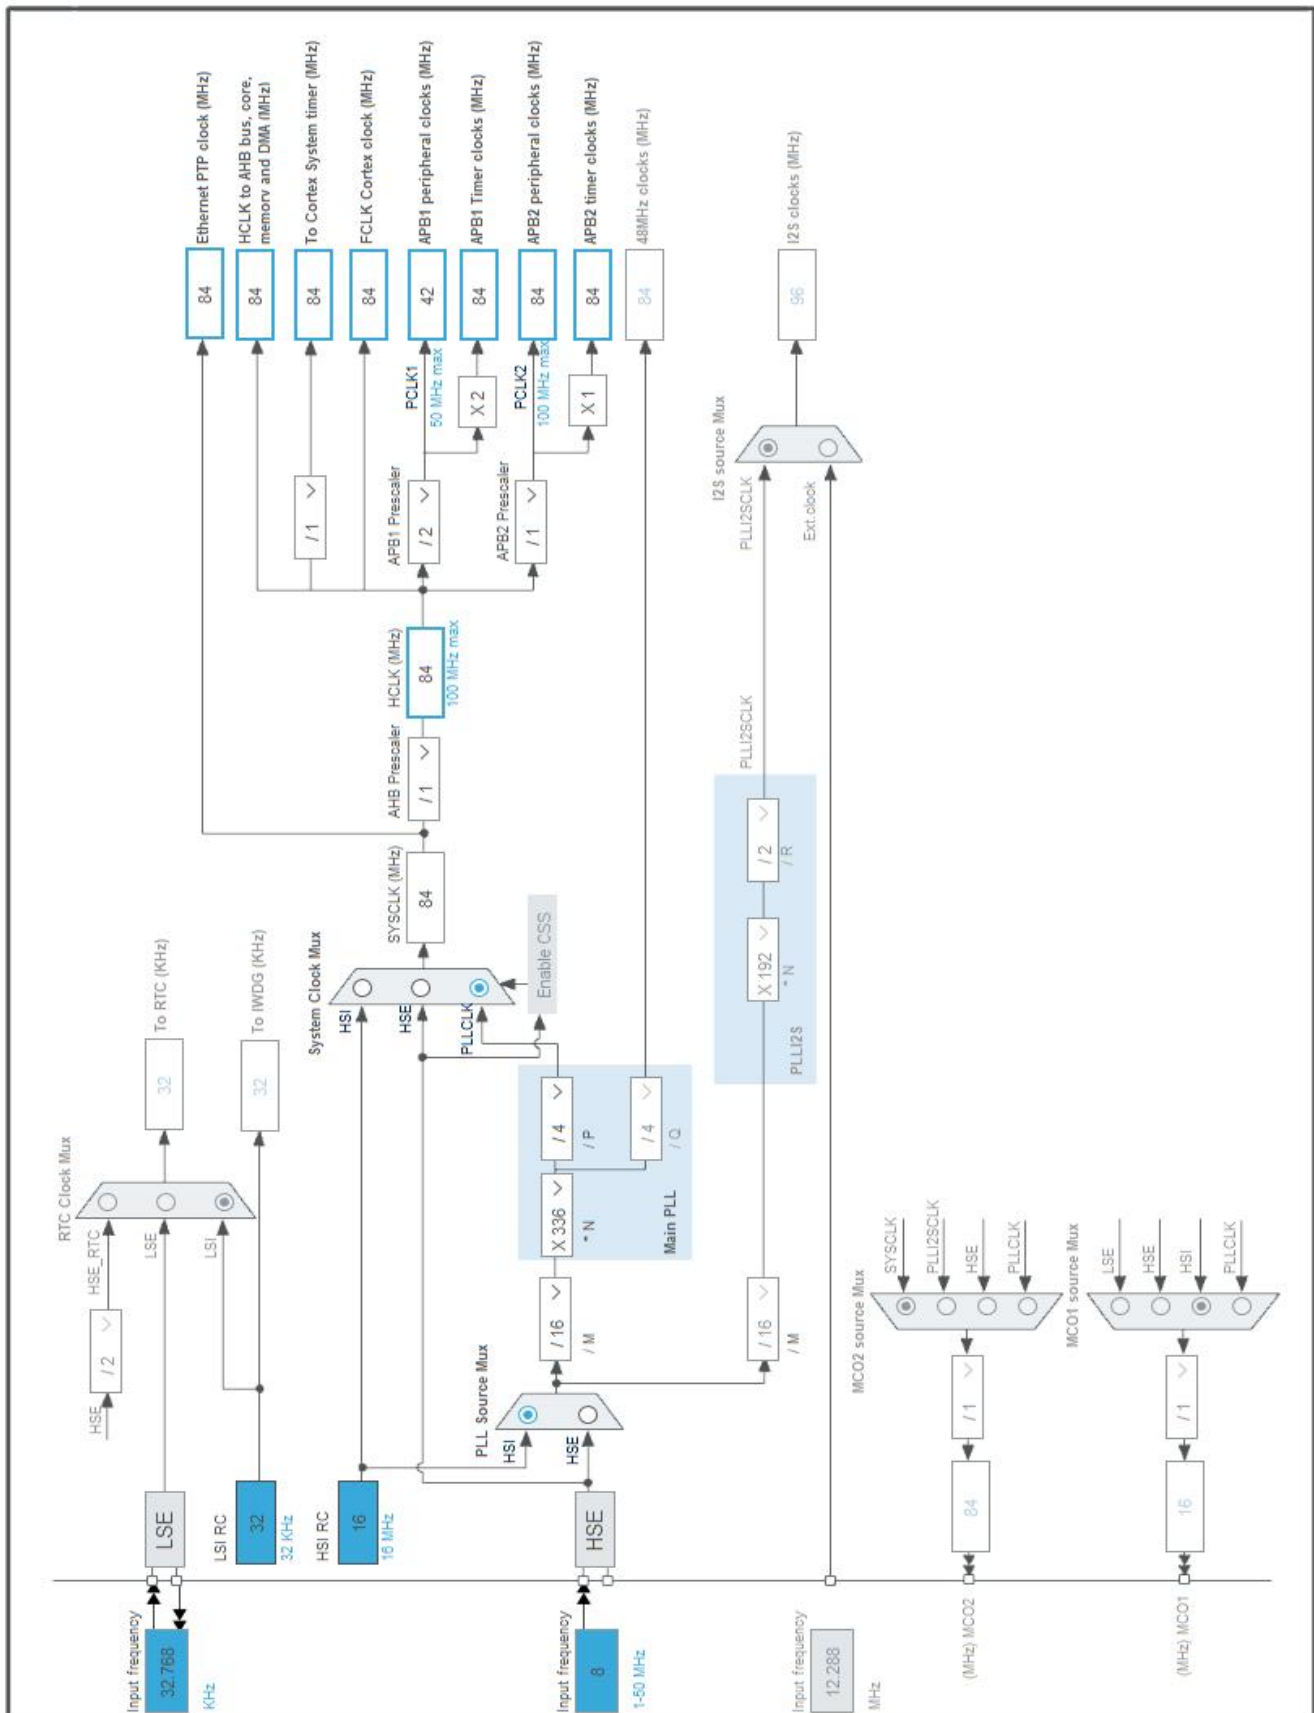 Input frequency
32.768
KHz
LSE
LSI RC
32
32 KHz
HSI RC
16
16 MHz
Input frequency
8
1-50 MHz
HSE
Input frequency
12.288
MHz
HSE
/ 2
HSE_RTC
LSE
LSI
RTC Clock Mux
32
To RTC (KHz)
32
To IWDG (KHz)
PLL Source Mux
HSI
HSE
/ 16
/ M
X 336
* N
/ 4
/ P
/ 4
/ Q
Main PLL
/ 16
/ M
PLLI2S
X 192
* N
/ 2
/ R
PLLI2SCLK
System Clock Mux
HSI
HSE
PLLCLK
Enable CSS
SYSCLK (MHz)
84
AHB Prescaler
/ 1
HCLK (MHz)
84
100 MHz max
/ 1
APB1 Prescaler
/ 2
PCLK1
50 MHz max
X 2
APB2 Prescaler
/ 1
PCLK2
100 MHz max
X 1
84
Ethernet PTP clock (MHz)
84
HCLK to AHB bus, core,
memory and DMA (MHz)
84
To Cortex System timer (MHz)
84
FCLK Cortex clock (MHz)
42
APB1 peripheral clocks (MHz)
84
APB1 Timer clocks (MHz)
84
APB2 peripheral clocks (MHz)
84
APB2 timer clocks (MHz)
84
48MHz clocks (MHz)
I2S source Mux
PLLI2SCLK
Ext.clock
96
I2S clocks (MHz)
MCO2 source Mux
SYSCLK
PLLI2SCLK
HSE
PLLCLK
/ 1
84
(MHz) MCO2
MCO1 source Mux
LSE
HSE
HSI
PLLCLK
/ 1
16
(MHz) MCO1